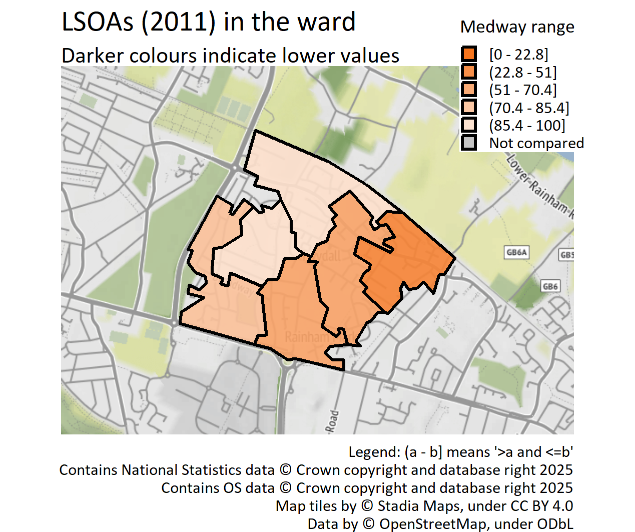 LSOAs (2011) in the ward
Darker colours indicate lower values
Medway range
[0 - 22.8]
(22.8 - 51]
(51 - 70.4]
(70.4 - 85.4]
(85.4 - 100]
Not compared
Lower-Rainham-R
GB6A
GB5
GB6
Rainham
-Road
Legend: (a - b] means '>a and <=b'
Contains National Statistics data © Crown copyright and database right 2025
Contains OS data © Crown copyright and database right 2025
Map tiles by © Stadia Maps, under CC BY 4.0
Data by © OpenStreetMap, under ODbL